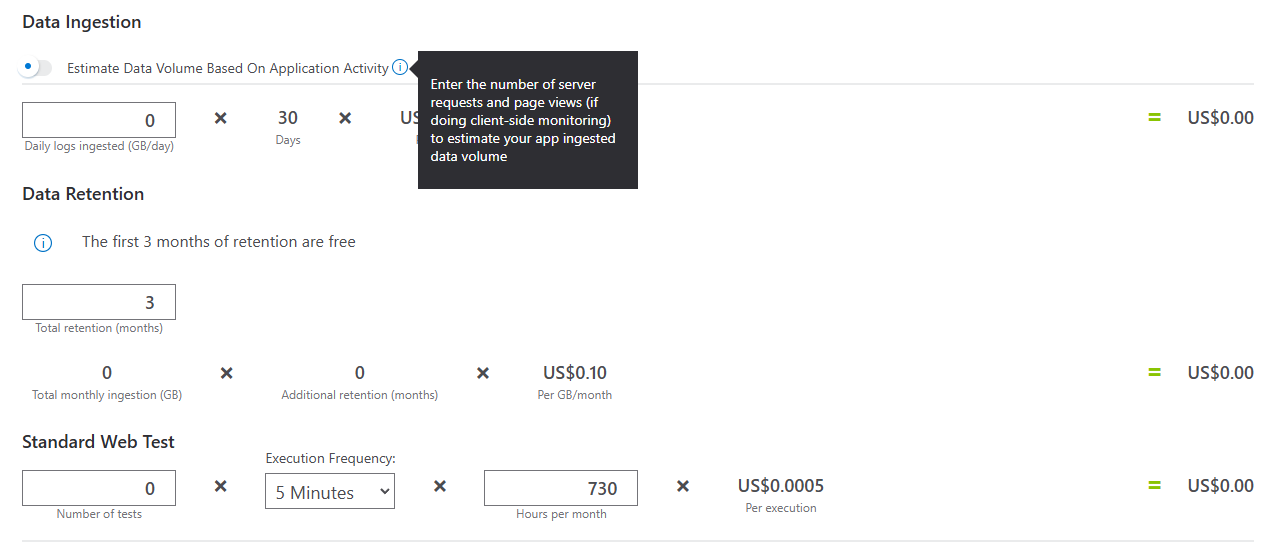 Data Ingestion
Estimate Data Volume Based On Application Activity
Enter the number of server
requests and page views (if
doing client-side monitoring)
to estimate your app ingested
data volume
0 × 30 × = US$0.00
Daily logs ingested (GB/day) Days
Data Retention
The first 3 months of retention are free
3
Total retention (months)
0 × 0 × US$0.10 = US$0.00
Total monthly ingestion (GB) Additional retention (months) Per GB/month
Standard Web Test
Execution Frequency:
0 × 5 Minutes × 730 × US$0.0005 = US$0.00
Number of tests Hours per month Per execution